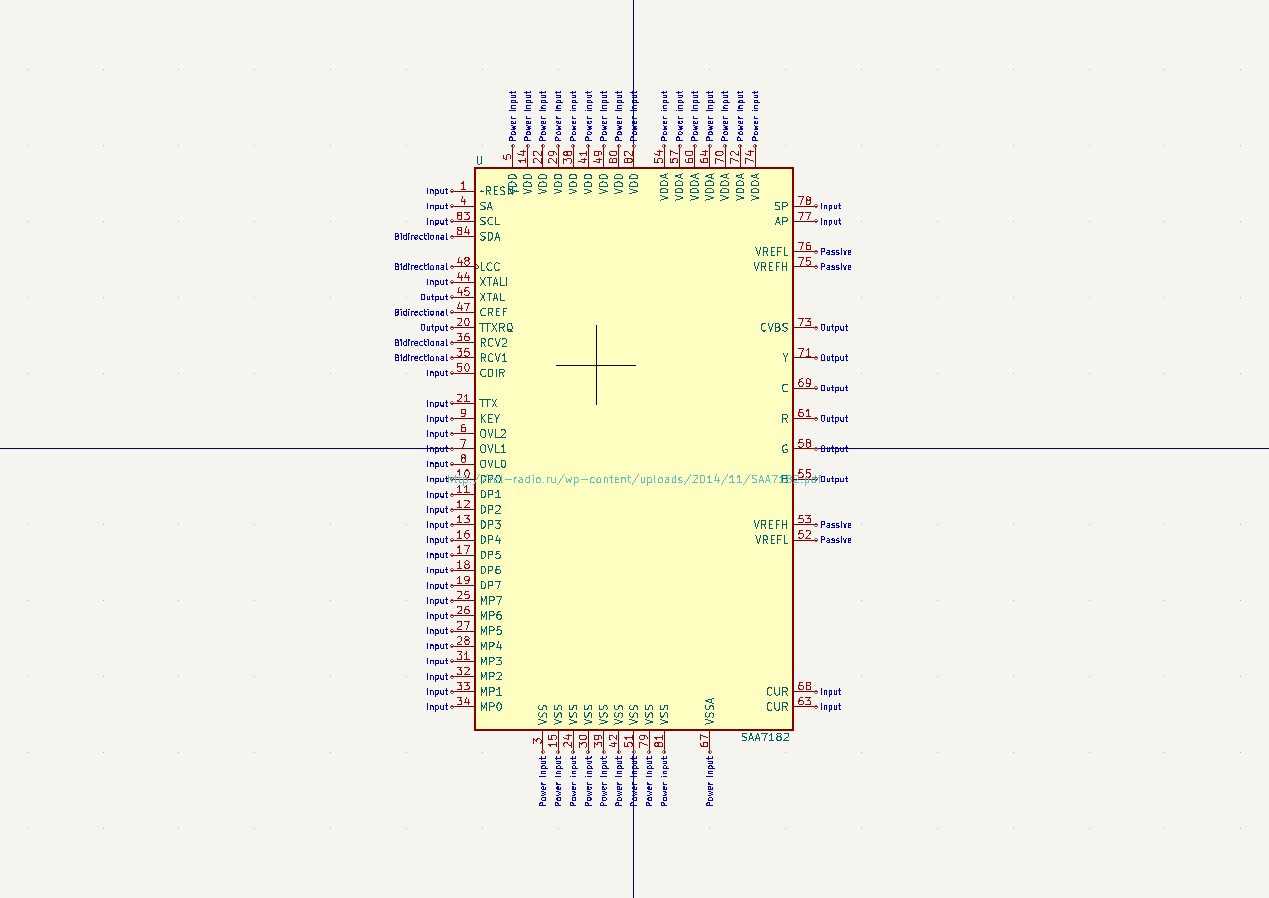 Power Input Power Input Power Input Power Input Power Input Power Input Power Input Power Input Power Input Power input Power input Power input Power input Power input Power input Power input
5 14 22 29 38 41 49 80 82 54 57 60 64 70 72 74
U
VDD VDD VDD VDD VDD VDD VDD VDD VDD VDDA VDDA VDDA VDDA VDDA VDDA VDDA
Input 1 ~RESN
Input 4 SA SP 78 Input
Input 83 SCL AP 77 Input
Bidirectional 84 SDA
VREFL 76 Passive
Bidirectional 48 LCC VREFH 75 Passive
Input 44 XTALI
Output 45 XTAL
Bidirectional 47 CREF
Output 20 TTXRQ CVBS 73 Output
Bidirectional 36 RCV2
Bidirectional 35 RCV1 Y 71 Output
Input 50 CDIR
C 69 Output
Input 21 TTX
Input 9 KEY R 61 Output
Input 6 OVL2
Input 7 OVL1 G 58 Output
Input 8 OVL0
Input 10 DP0 B 55 Output
-radio.ru/wp-content/uploads/2014/11/SAA7182.pdf
Input 11 DP1
Input 12 DP2
Input 13 DP3 VREFH 53 Passive
Input 16 DP4 VREFL 52 Passive
Input 17 DP5
Input 18 DP6
Input 19 DP7
Input 25 MP7
Input 26 MP6
Input 27 MP5
Input 28 MP4
Input 31 MP3
Input 32 MP2
Input 33 MP1 CUR 68 Input
Input 34 MP0 CUR 63 Input
VSS VSS VSS VSS VSS VSS VSS VSS VSS VSSA
SAA7182
3 15 24 30 39 42 51 79 81 67
Power Input Power Input Power Input Power Input Power Input Power Input Power Input Power Input Power input Power Input